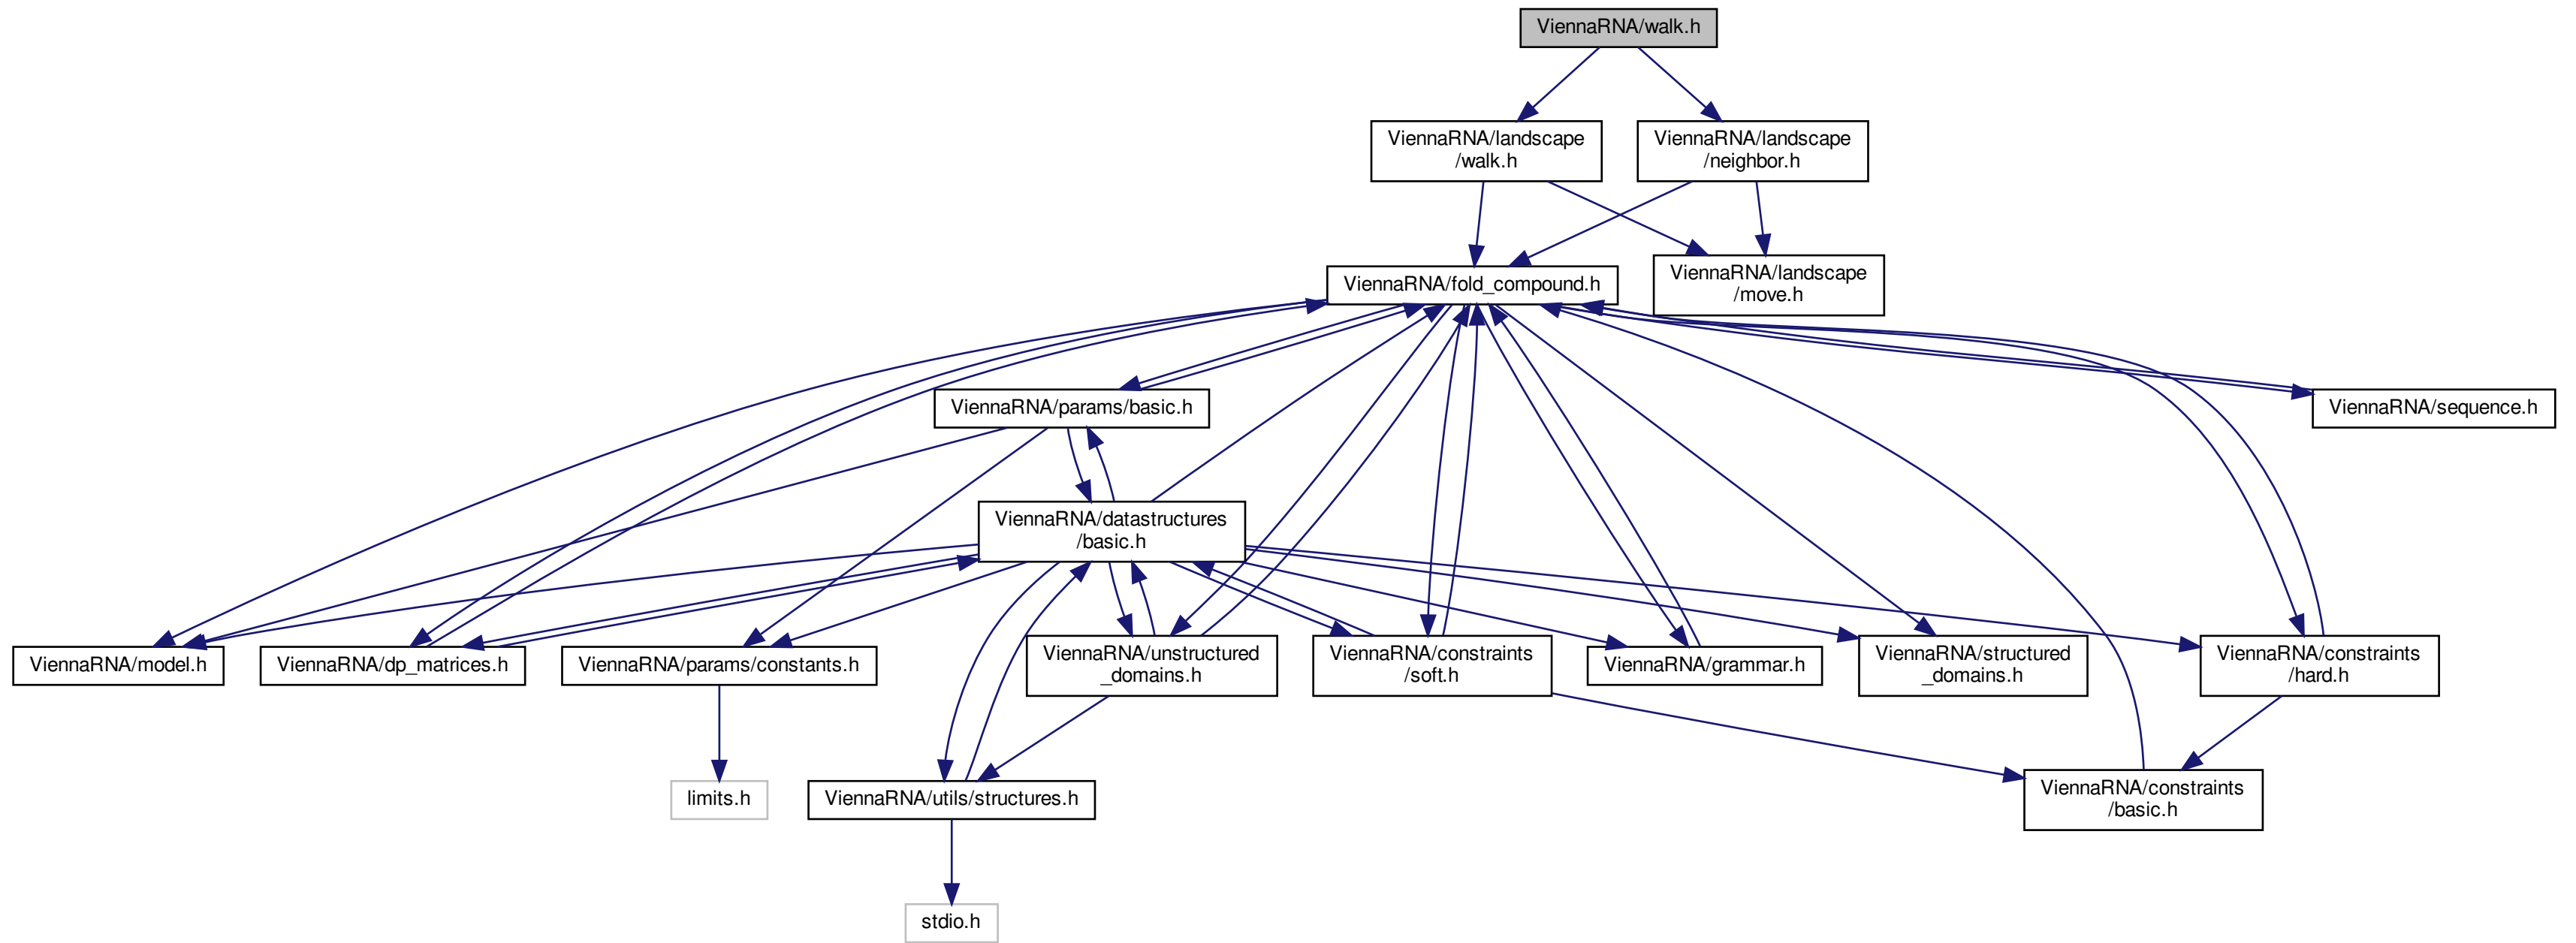 ViennaRNA/walk.h
ViennaRNA/landscape
/walk.h
ViennaRNA/landscape
/neighbor.h
ViennaRNA/fold_compound.h
ViennaRNA/landscape
/move.h
ViennaRNA/params/basic.h
ViennaRNA/sequence.h
ViennaRNA/datastructures
/basic.h
ViennaRNA/model.h
ViennaRNA/dp_matrices.h
ViennaRNA/params/constants.h
ViennaRNA/unstructured
_domains.h
ViennaRNA/constraints
/soft.h
ViennaRNA/grammar.h
ViennaRNA/structured
_domains.h
ViennaRNA/constraints
/hard.h
limits.h
ViennaRNA/utils/structures.h
ViennaRNA/constraints
/basic.h
stdio.h